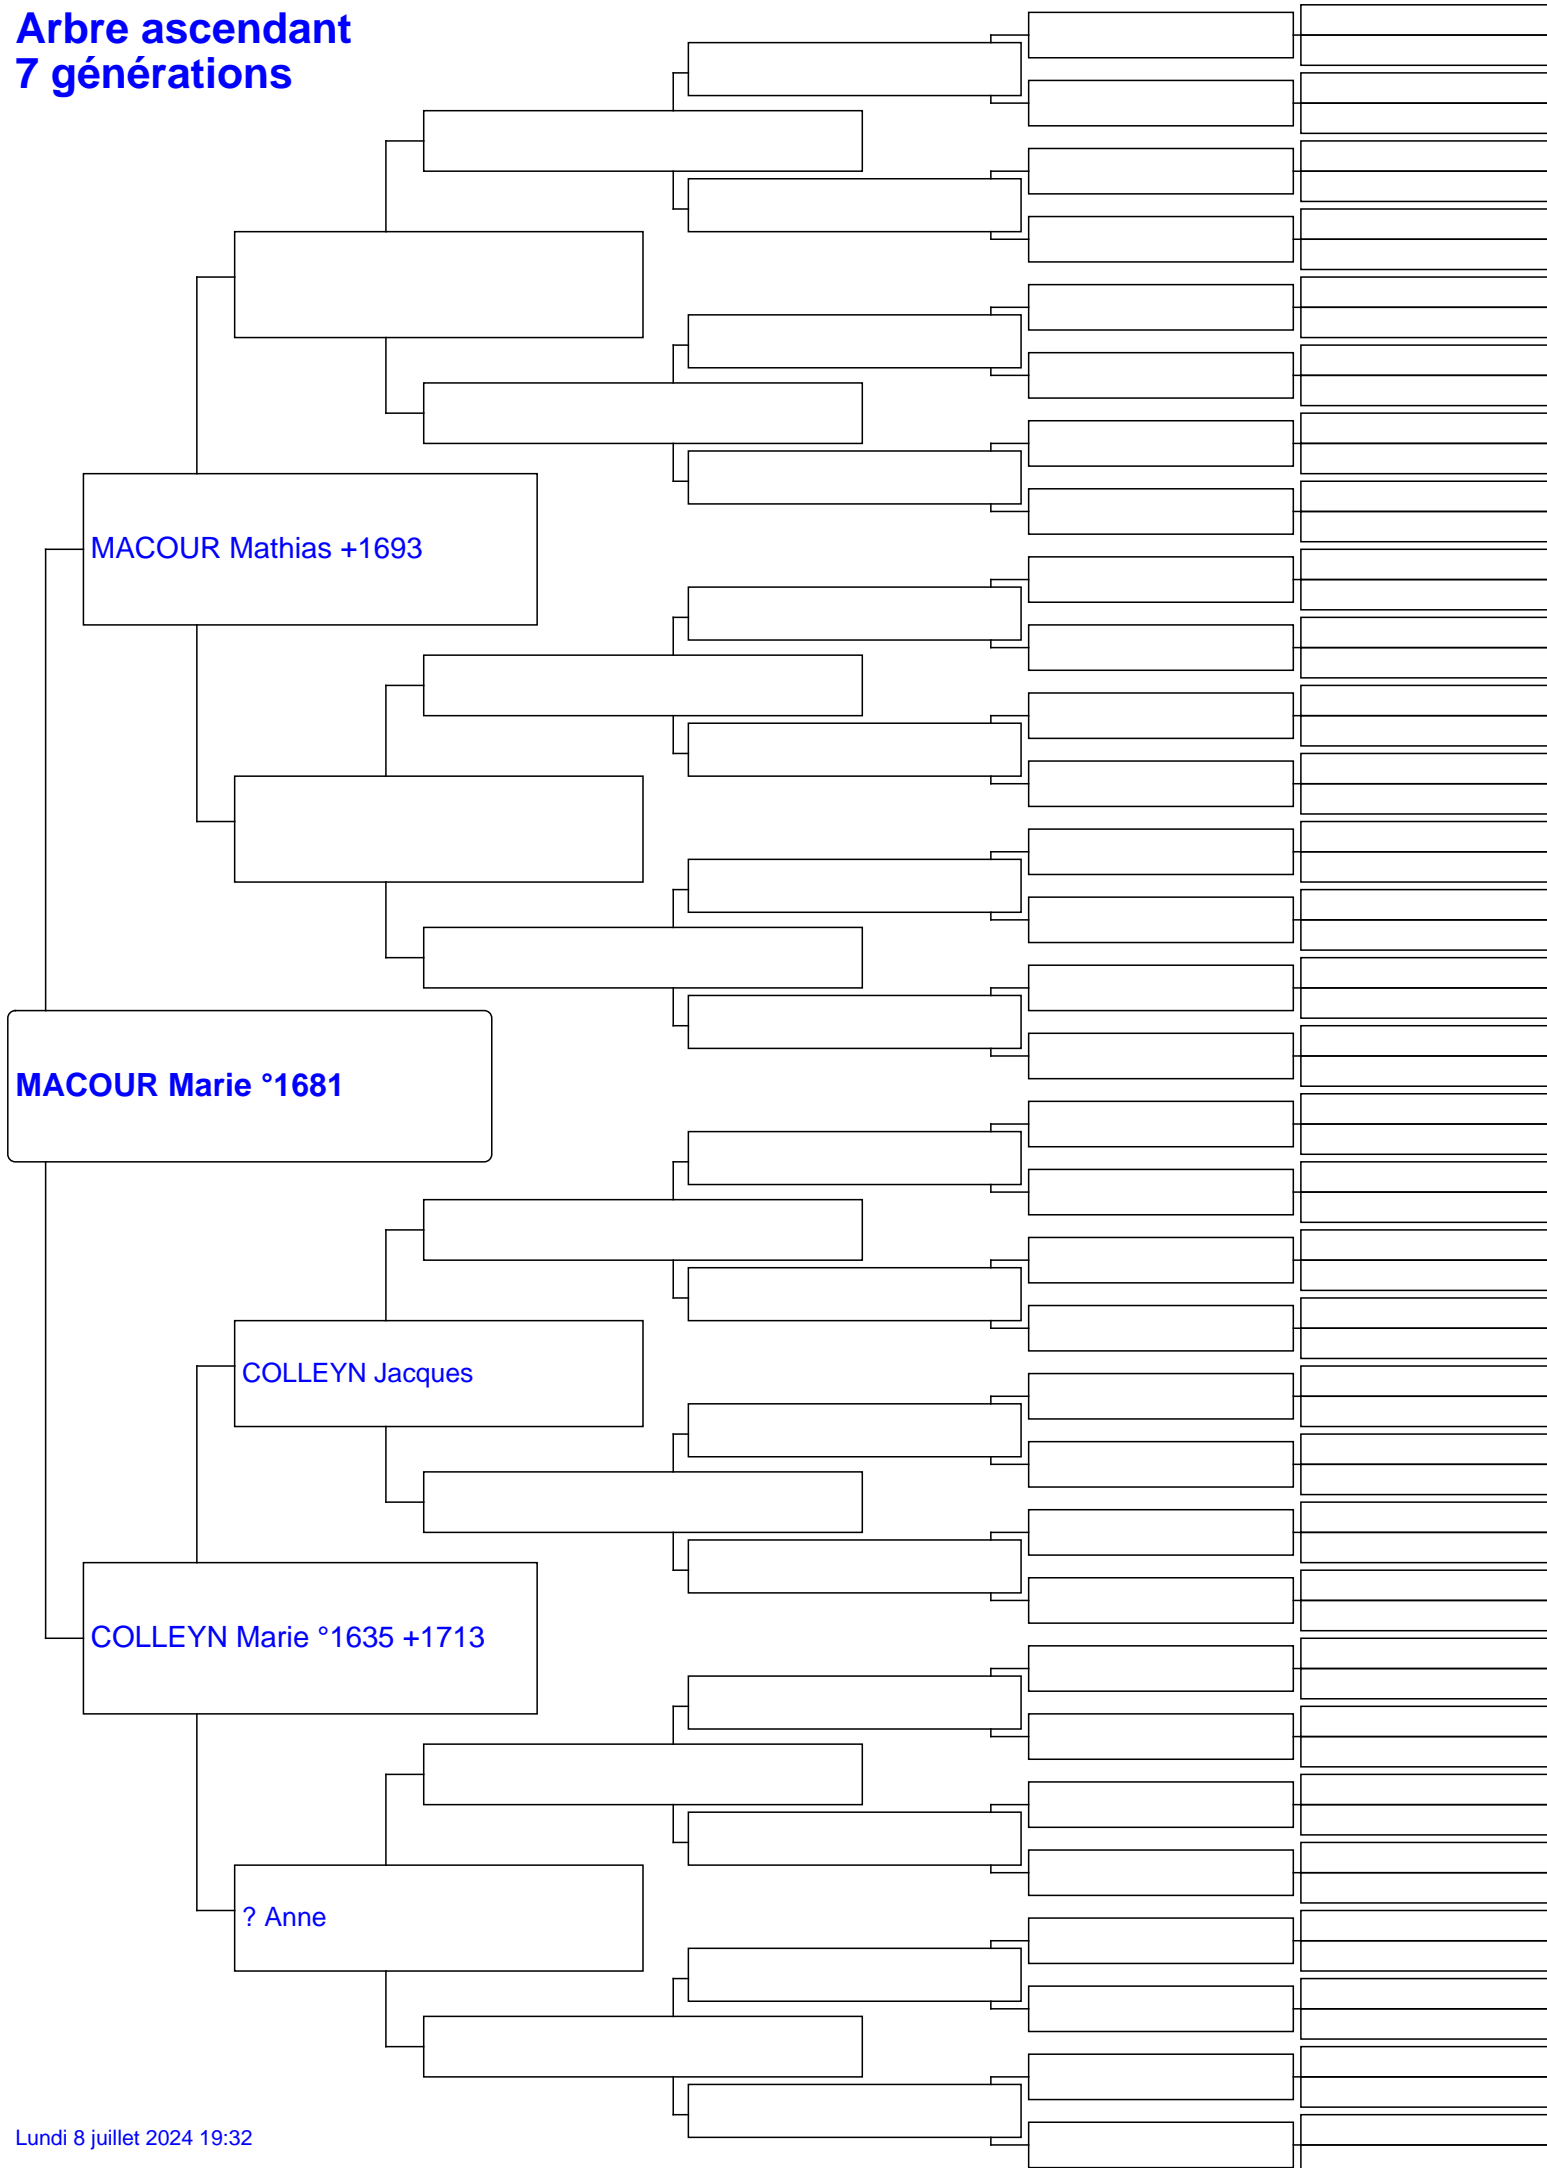 Arbre ascendant
7 générations
MACOUR Mathias +1693
MACOUR Marie °1681
COLLEYN Jacques
COLLEYN Marie °1635 +1713
? Anne
Lundi 8 juillet 2024 19:32